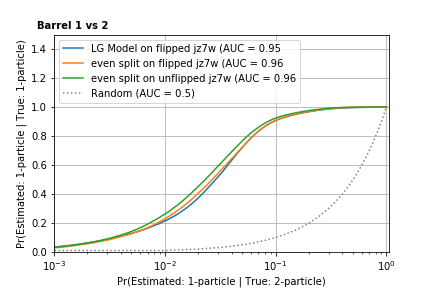 Barrel 1 vs 2
Pr(Estimated: 1-particle | True: 1-particle)
1.4
1.2
1.0
0.8
0.6
0.4
0.2
0.0
LG Model on flipped jz7w (AUC = 0.95
even split on flipped jz7w (AUC = 0.96
even split on unflipped jz7w (AUC = 0.96
Random (AUC = 0.5)
10⁻³ 10⁻² 10⁻¹ 10⁰
Pr(Estimated: 1-particle | True: 2-particle)